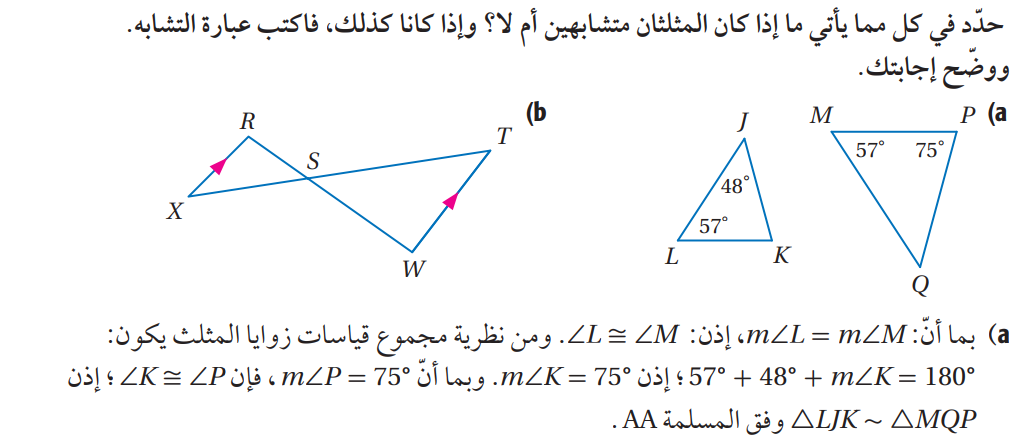 حدّد في كل مما يأتي ما إذا كان المثلثان متشابهين أم لا؟ وإذا كانا كذلك، فاكتب عبارة التشابه.
ووضّح إجابتك.
(a
M P
57° 75°
Q
J
48°
57°
L K
(b
R
S
T
X
W
(a بما أنّ: m∠L = m∠M، إذن: ∠L ≅ ∠M. ومن نظرية مجموع قياسات زوايا المثلث يكون:
57° + 48° + m∠K = 180°؛ إذن m∠K = 75°. وبما أنّ m∠P = 75°، فإن ∠K ≅ ∠P؛ إذن
△LJK ~ △MQP وفق المسلمة AA.